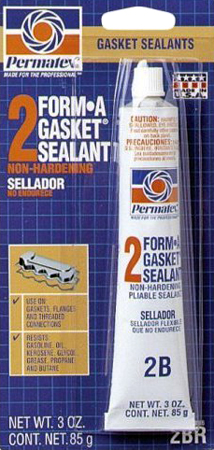 Permatex®
MADE FOR THE PROFESSIONAL™
GASKET SEALANTS
2 FORM•A
GASKET®
SEALANT
NON-HARDENING
SELLADOR
NO ENDURECE
USE ON
GASKETS, FLANGES
AND THREADED
CONNECTIONS
RESISTS
GASOLINE, OIL,
KEROSENE, GLYCOL,
GREASE, PROPANE
AND BUTANE
NET WT. 3 OZ.
CONT. NET. 85 g
CAUTION:
PRECAUCIONES:
Permatex
2 FORM•A
GASKET
SEALANT
NON-HARDENING
PLIABLE SEALANT
SELLADOR
SELLADOR FLEXIBLE
QUE NO ENDURECE
2B
NET WT. 3 OZ.
CONT. NET. 85 g
2BR